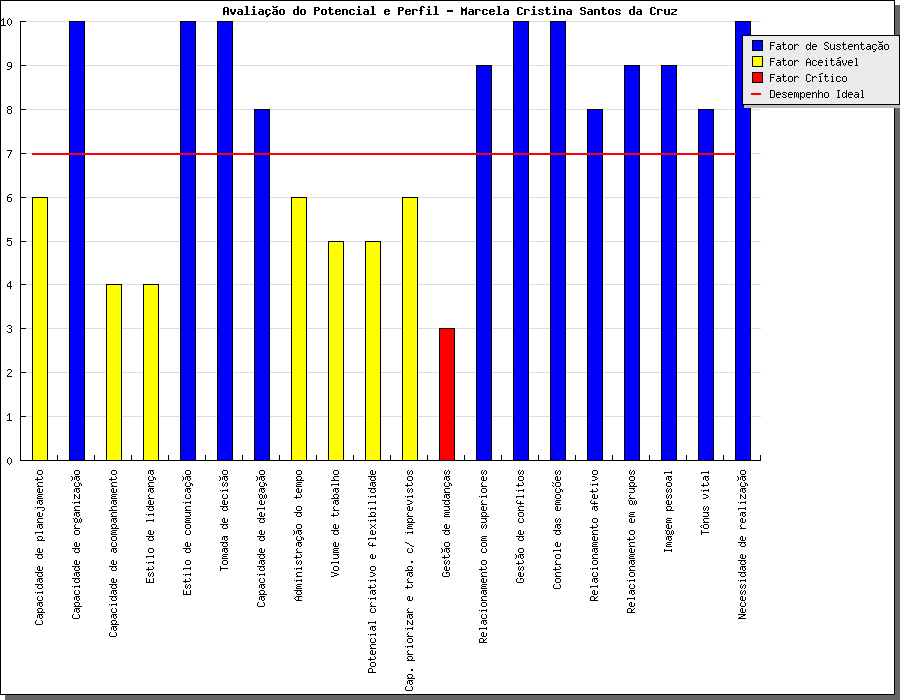 Avaliação do Potencial e Perfil - Marcela Cristina Santos da Cruz
10
9
8
7
6
5
4
3
2
1
0
Fator de Sustentação
Fator Aceitável
Fator Crítico
Desempenho Ideal
Capacidade de planejamento
Capacidade de organização
Capacidade de acompanhamento
Estilo de liderança
Estilo de comunicação
Tomada de decisão
Capacidade de delegação
Administração do tempo
Volume de trabalho
Potencial criativo e flexibilidade
Cap. priorizar e trab. c/ imprevistos
Gestão de mudanças
Relacionamento com superiores
Gestão de conflitos
Controle das emoções
Relacionamento afetivo
Relacionamento em grupos
Imagem pessoal
Tônus vital
Necessidade de realização